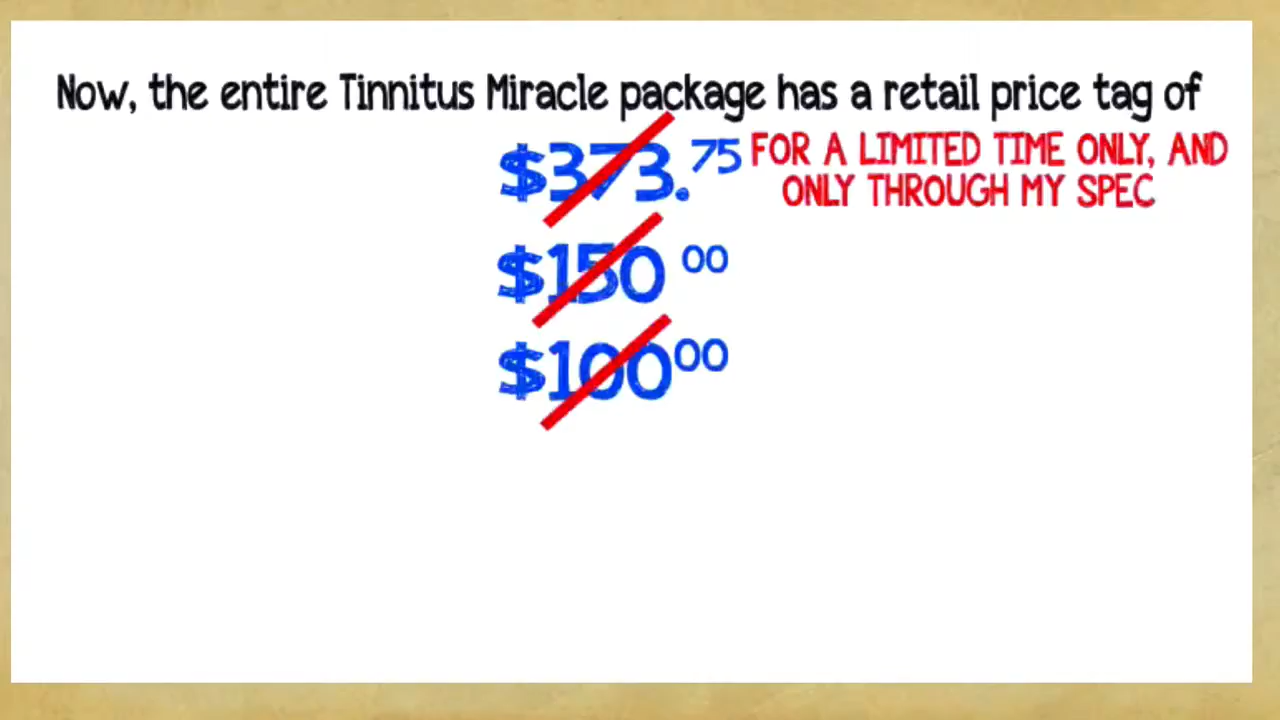 Now, the entire Tinnitus Miracle package has a retail price tag of
$373.75
FOR A LIMITED TIME ONLY, AND
ONLY THROUGH MY SPEC
$150 00
$100 00